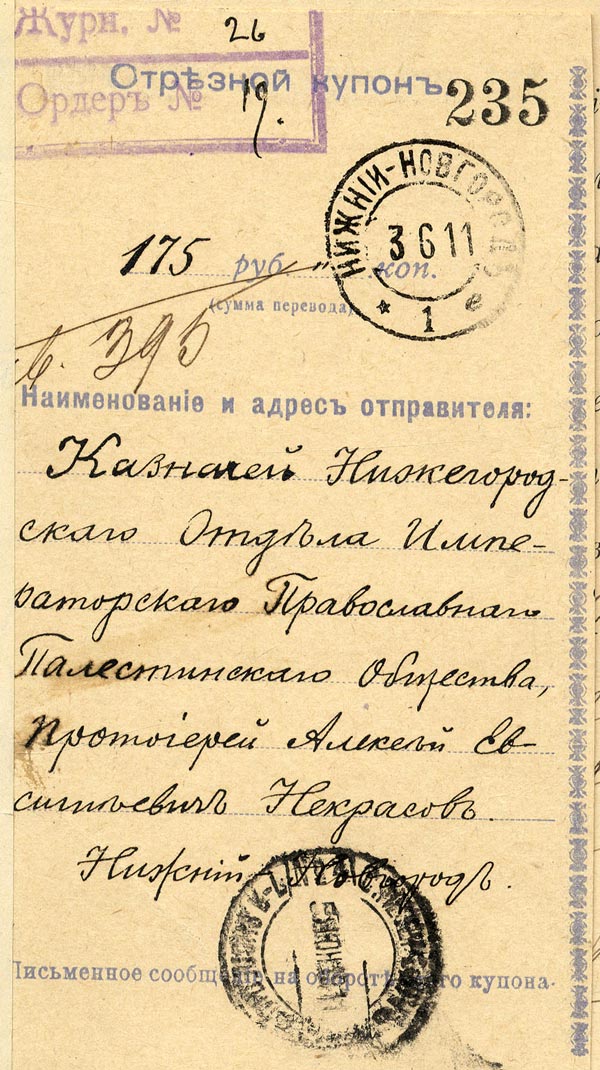 Журн. № 26
Отрѣзной купонъ 235
Ордеръ № 19.
НИЖНІЙ-НОВГОРОДЪ
3 6 11
* 1 е
175 руб. " коп.
(сумма перевода)
395
Наименованіе и адресъ отправителя:
Казначей Нижегород-
скаго Отдѣла Импе-
раторскаго Православнаго
Палестинскаго Общества,
Протоіерей Алексѣй Ев-
Некрасовъ.
Нижній-Новгородъ.
Письменное сообщеніе на оборотѣ этого купона.